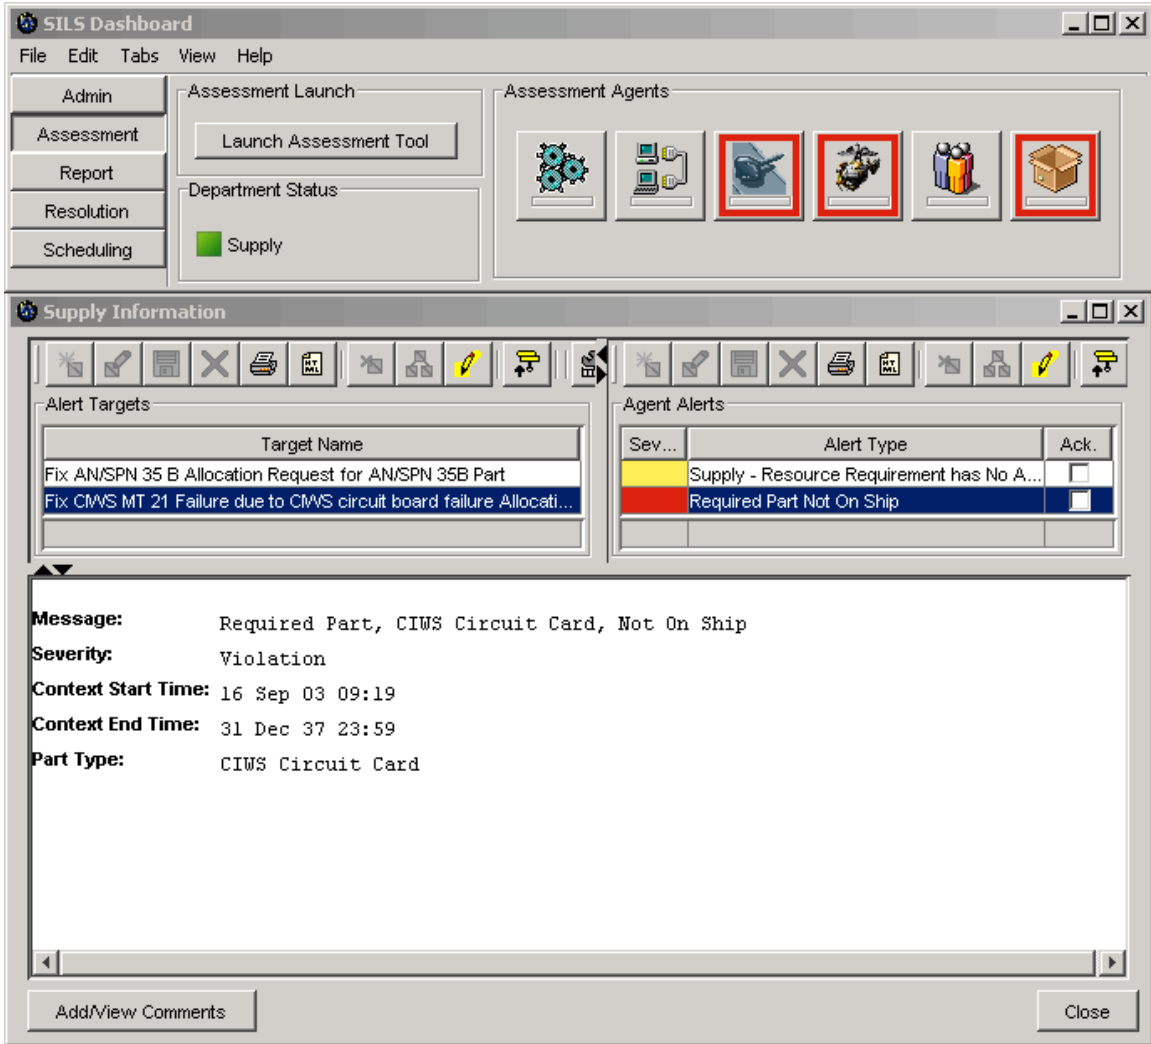 SILS Dashboard
File Edit Tabs View Help
Admin
Assessment
Report
Resolution
Scheduling
Assessment Launch
Launch Assessment Tool
Department Status
Supply
Assessment Agents
Supply Information
HTML
HTML
Alert Targets
Target Name
Fix AN/SPN 35 B Allocation Request for AN/SPN 35B Part
Fix CIWS MT 21 Failure due to CIWS circuit board failure Allocati...
Agent Alerts
Sev... Alert Type Ack.
Supply - Resource Requirement has No A...
Required Part Not On Ship
Message: Required Part, CIWS Circuit Card, Not On Ship
Severity: Violation
Context Start Time: 16 Sep 03 09:19
Context End Time: 31 Dec 37 23:59
Part Type: CIWS Circuit Card
Add/View Comments
Close